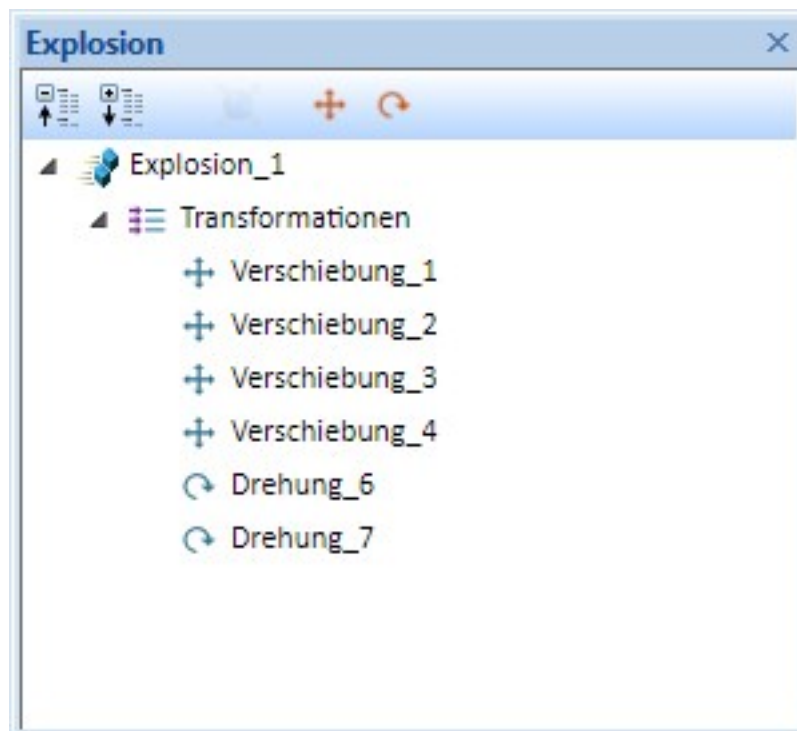 Explosion
Explosion_1
Transformationen
Verschiebung_1
Verschiebung_2
Verschiebung_3
Verschiebung_4
Drehung_6
Drehung_7